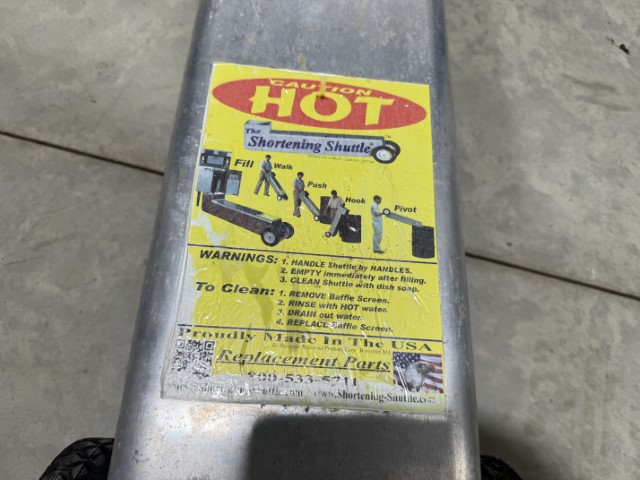 CAUTION
HOT
The
Shortening Shuttle
Fill
Walk
Push
Hook
Pivot
WARNINGS: 1. HANDLE Shuttle by HANDLES.
2. EMPTY immediately after filling.
3. CLEAN Shuttle with dish soap.
To Clean: 1. REMOVE Baffle Screen.
2. RINSE with HOT water.
3. DRAIN out water.
4. REPLACE Baffle Screen.
Proudly Made In The USA
Replacement Parts
800-533-5711
www.Shortening-Shuttle.com